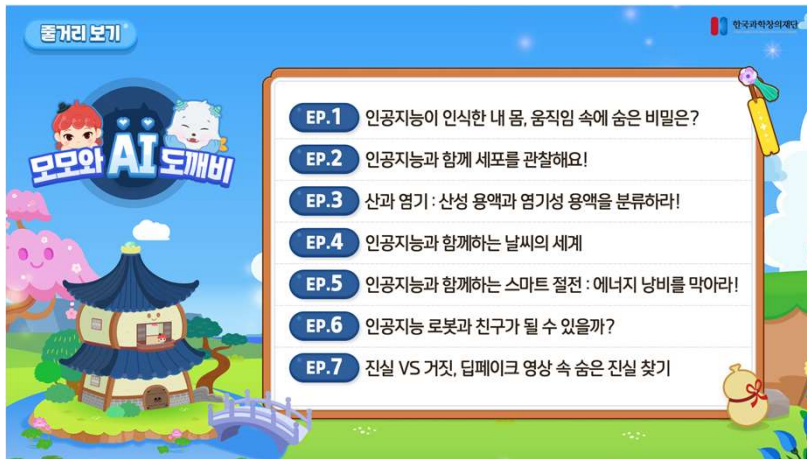 줄거리 보기
한국과학창의재단
모모와 AI 도깨비
EP.1 인공지능이 인식한 내 몸, 움직임 속에 숨은 비밀은?
EP.2 인공지능과 함께 세포를 관찰해요!
EP.3 산과 염기 : 산성 용액과 염기성 용액을 분류하라!
EP.4 인공지능과 함께하는 날씨의 세계
EP.5 인공지능과 함께하는 스마트 절전 : 에너지 낭비를 막아라!
EP.6 인공지능 로봇과 친구가 될 수 있을까?
EP.7 진실 VS 거짓, 딥페이크 영상 속 숨은 진실 찾기